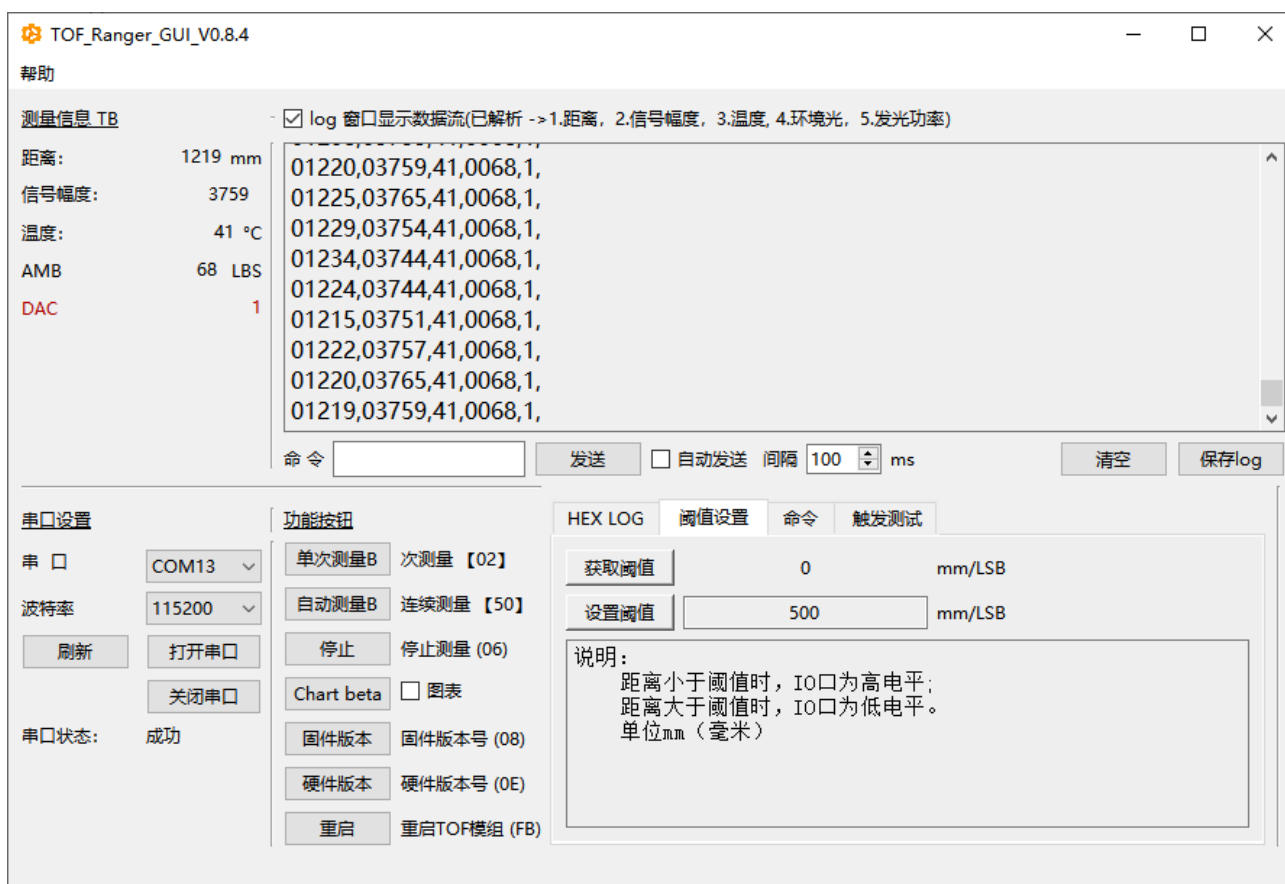 TOF_Ranger_GUI_V0.8.4
帮助
测量信息 TB
距离: 1219 mm
信号幅度: 3759
温度: 41 °C
AMB 68 LBS
DAC 1
log 窗口显示数据流(已解析 ->1.距离，2.信号幅度，3.温度, 4.环境光，5.发光功率)
01220,03759,41,0068,1,
01225,03765,41,0068,1,
01229,03754,41,0068,1,
01234,03744,41,0068,1,
01224,03744,41,0068,1,
01215,03751,41,0068,1,
01222,03757,41,0068,1,
01220,03765,41,0068,1,
01219,03759,41,0068,1,
命 令 发送 自动发送 间隔 100 ms 清空 保存log
串口设置
串 口 COM13
波特率 115200
刷新 打开串口
关闭串口
串口状态: 成功
功能按钮
单次测量B 次测量 【02】
自动测量B 连续测量 【50】
停止 停止测量 (06)
Chart beta 图表
固件版本 固件版本号 (08)
硬件版本 硬件版本号 (0E)
重启 重启TOF模组 (FB)
HEX LOG 阈值设置 命令 触发测试
获取阈值 0 mm/LSB
设置阈值 500 mm/LSB
说明:
距离小于阈值时，IO口为高电平;
距离大于阈值时，IO口为低电平。
单位mm（毫米）